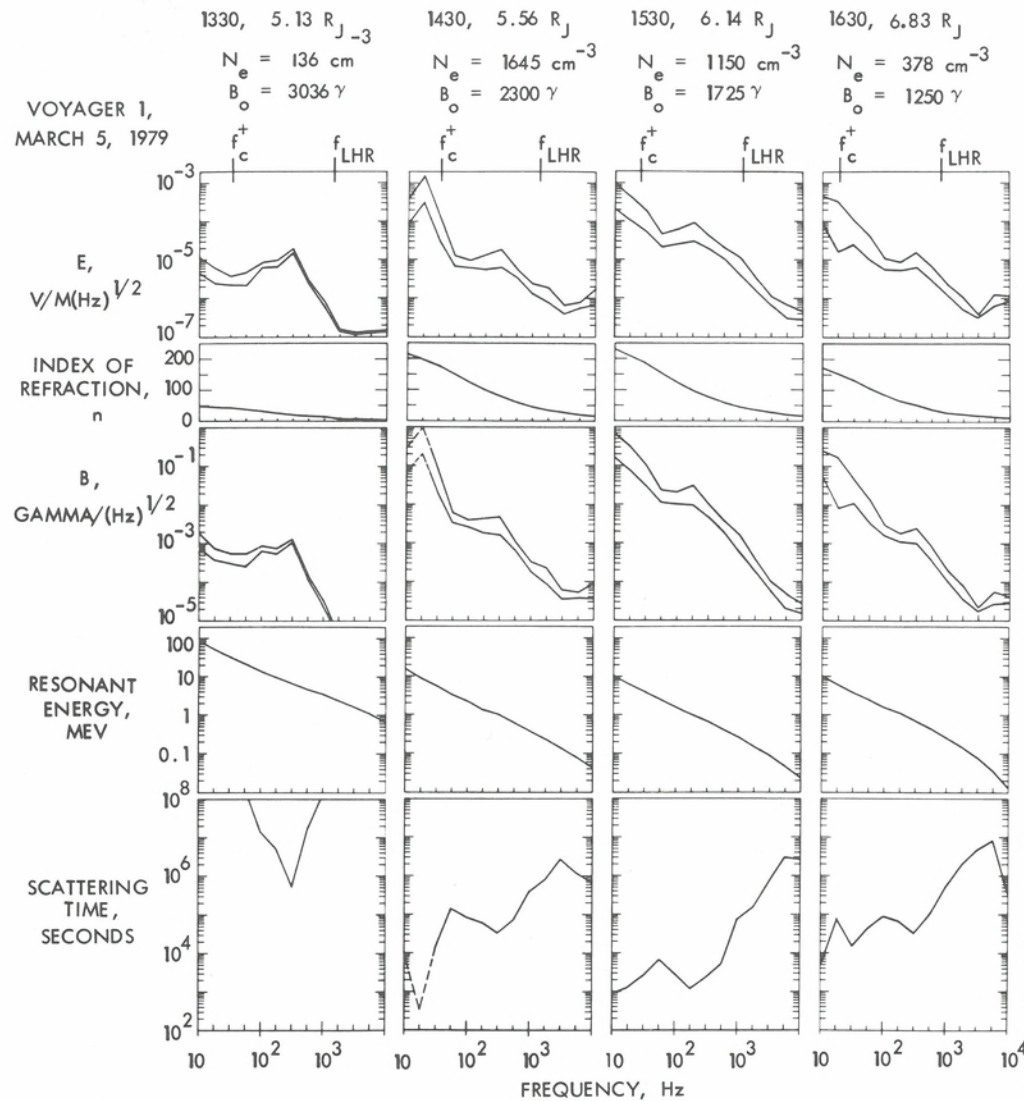 1330, 5.13 R_J
N_e = 136 cm^-3
B_o = 3036 γ
1430, 5.56 R_J
N_e = 1645 cm^-3
B_o = 2300 γ
1530, 6.14 R_J
N_e = 1150 cm^-3
B_o = 1725 γ
1630, 6.83 R_J
N_e = 378 cm^-3
B_o = 1250 γ
VOYAGER 1,
MARCH 5, 1979
f_c^+ f_LHR f_c^+ f_LHR f_c^+ f_LHR f_c^+ f_LHR
E,
V/M(Hz)^1/2
10^-3
10^-5
10^-7
INDEX OF
REFRACTION,
n
200
100
0
B,
GAMMA/(Hz)^1/2
10^-1
10^-3
10^-5
RESONANT
ENERGY,
MEV
100
10
1
0.1
SCATTERING
TIME,
SECONDS
10^8
10^6
10^4
10^2
10 10^2 10^3 10 10^2 10^3 10 10^2 10^3 10 10^2 10^3 10^4
FREQUENCY, Hz